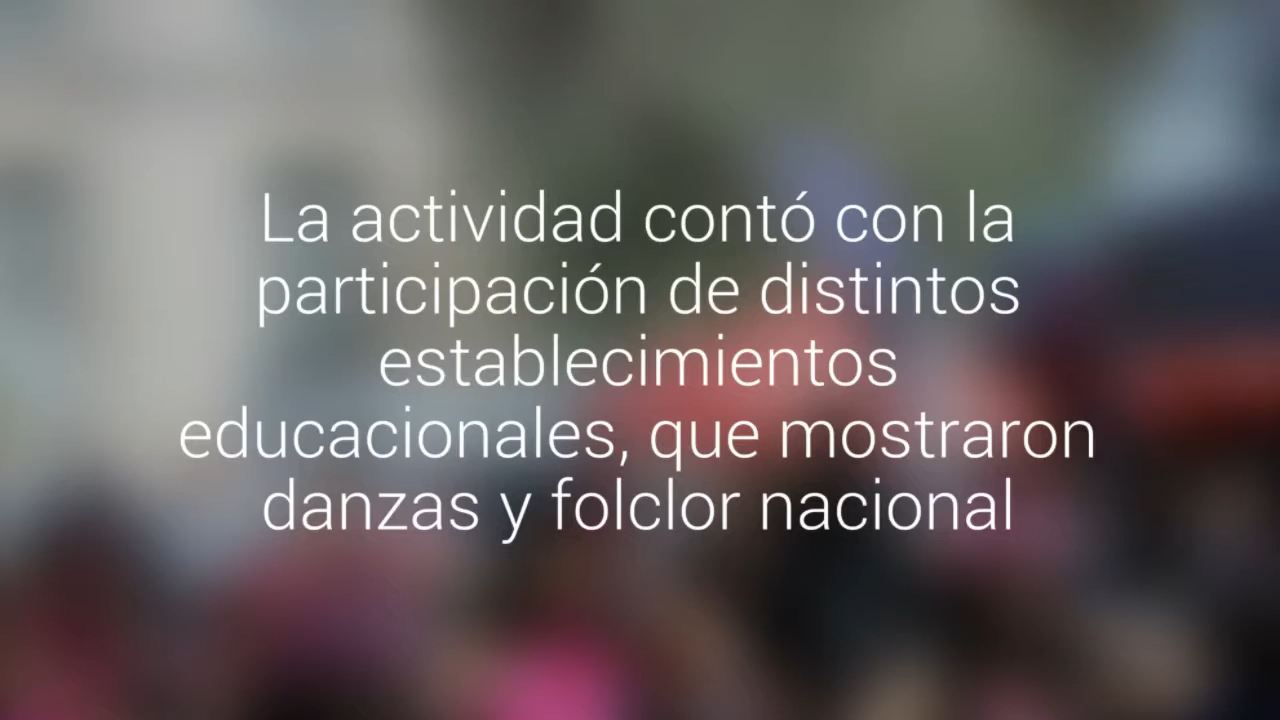 La actividad contó con la
participación de distintos
establecimientos
educacionales, que mostraron
danzas y folclor nacional